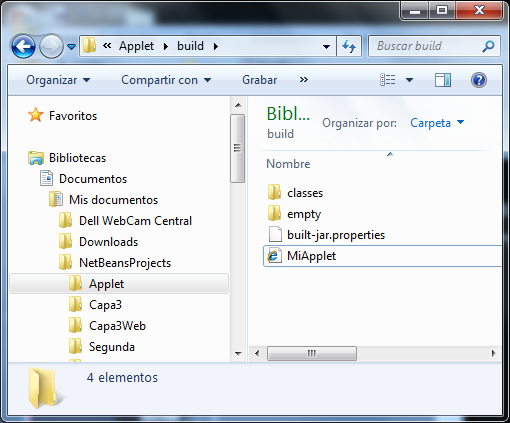 « Applet build
Buscar build
Organizar Compartir con Grabar »
Favoritos
Bibliotecas
Documentos
Mis documentos
Dell WebCam Central
Downloads
NetBeansProjects
Applet
Capa3
Capa3Web
Segunda
Bibl...
build
Organizar por: Carpeta
Nombre
classes
empty
built-jar.properties
MiApplet
4 elementos